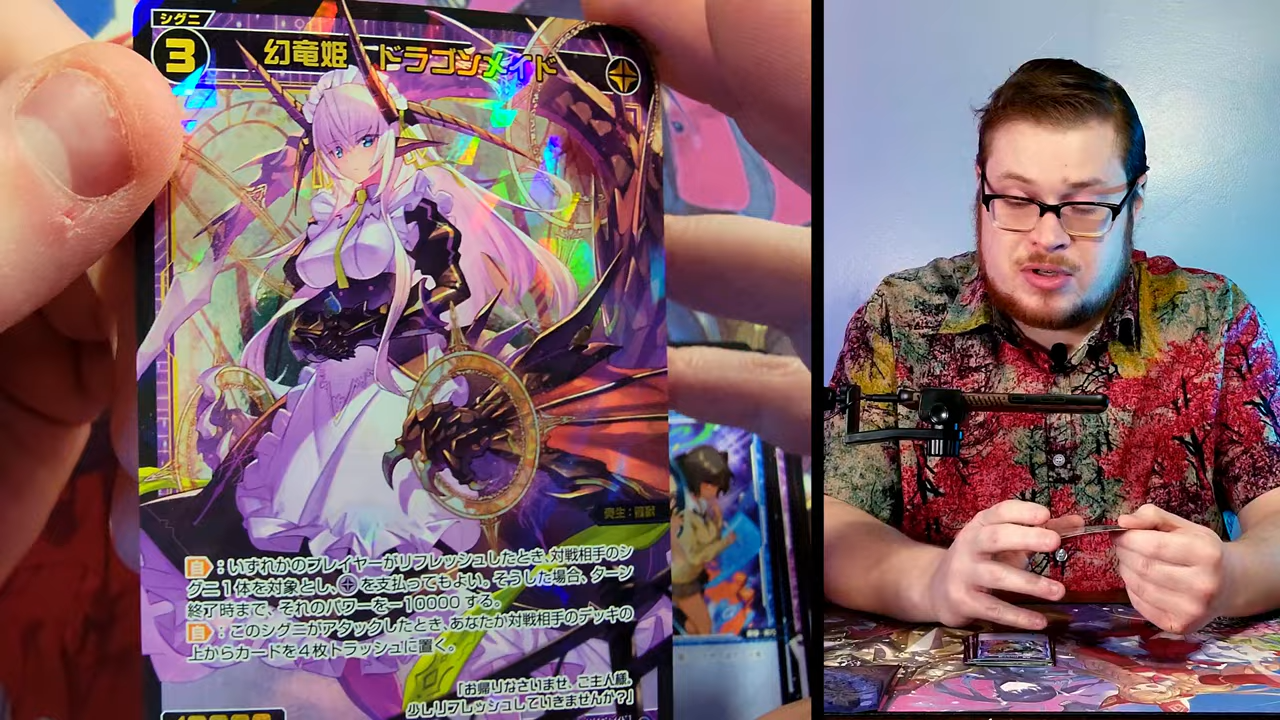 シグニ
3 幻竜姫 ドラゴンメイド
奏生:幻獣
自:いずれかのプレイヤーがリフレッシュしたとき、対戦相手のシ
グニ1体を対象とし、を支払ってもよい。そうした場合、ターン
終了時まで、それのパワーを-10000する。
自:このシグニがアタックしたとき、あなたか対戦相手のデッキの
上からカードを4枚トラッシュに置く。
「お帰りなさいませ、ご主人様。
少しリフレッシュしていきませんか?」